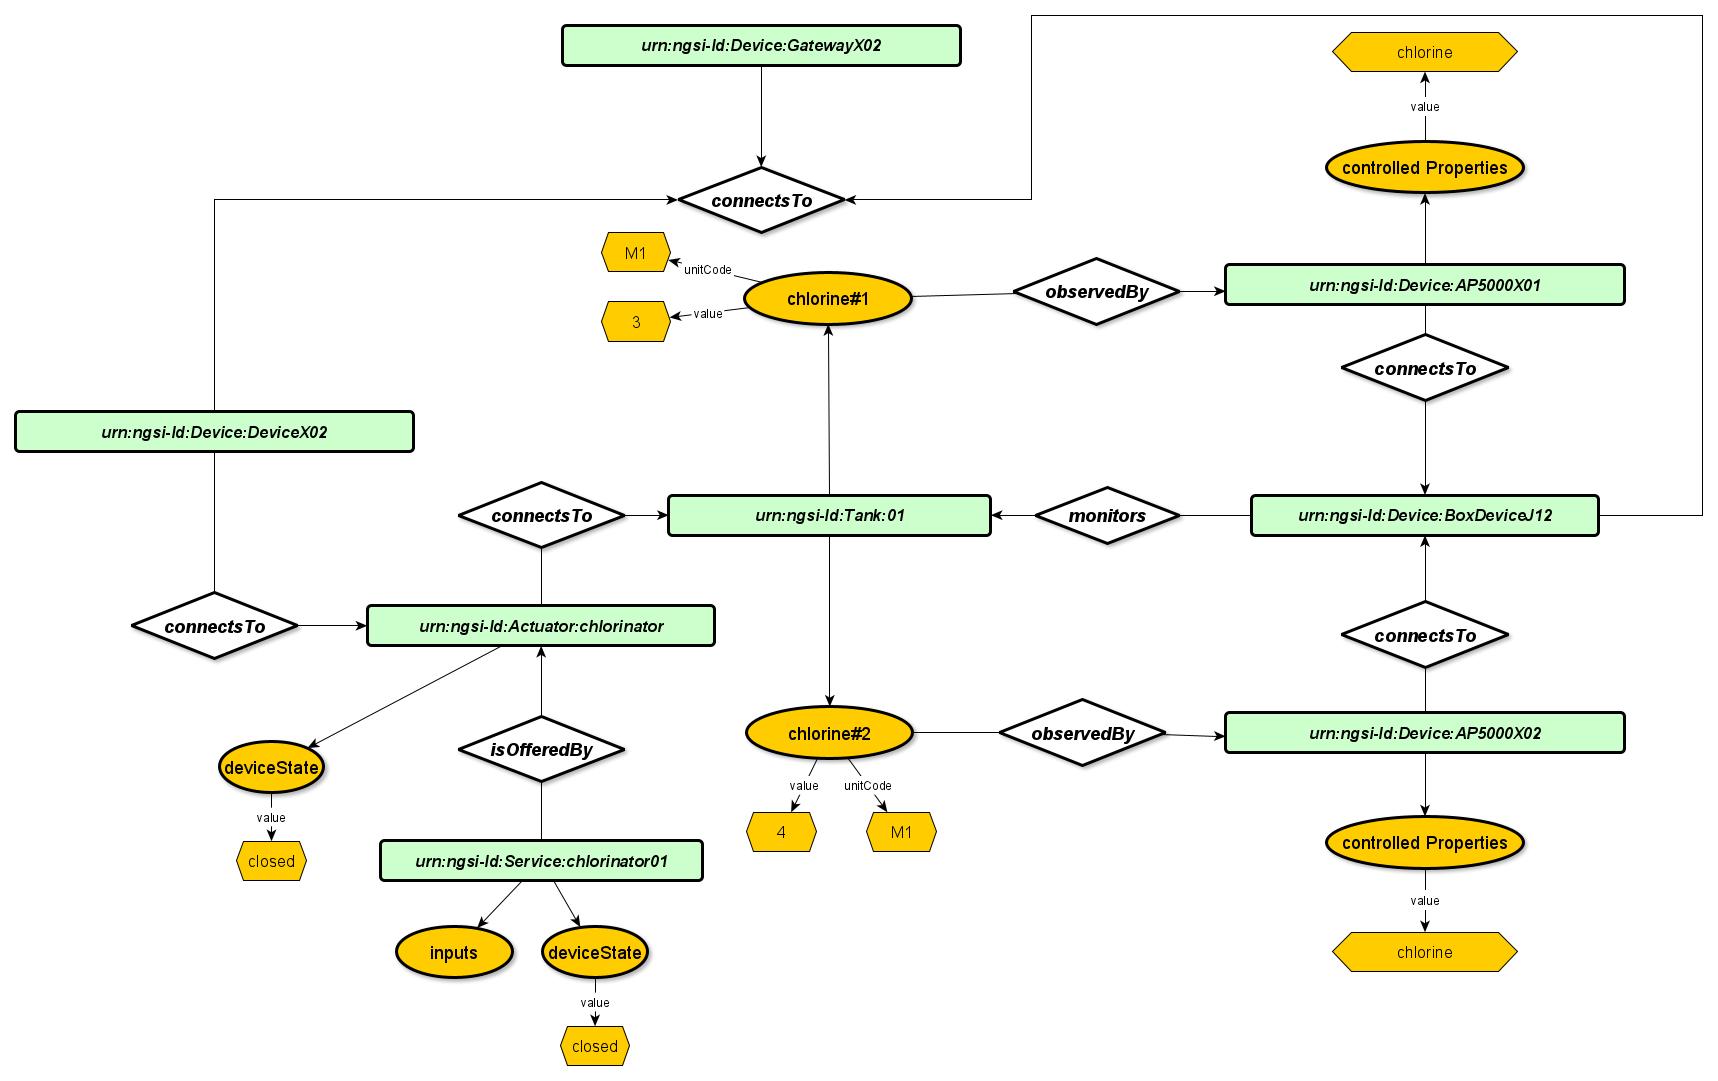 urn:ngsi-ld:Device:GatewayX02
chlorine
value
controlled Properties
connectsTo
M1
unitCode
chlorine#1
observedBy
urn:ngsi-ld:Device:AP5000X01
3
value
connectsTo
urn:ngsi-ld:Device:DeviceX02
connectsTo
urn:ngsi-ld:Tank:01
monitors
urn:ngsi-ld:Device:BoxDeviceJ12
connectsTo
urn:ngsi-ld:Actuator:chlorinator
connectsTo
isOfferedBy
chlorine#2
observedBy
urn:ngsi-ld:Device:AP5000X02
deviceState
value
unitCode
value
4
M1
controlled Properties
closed
urn:ngsi-ld:Service:chlorinator01
value
inputs
deviceState
chlorine
value
closed